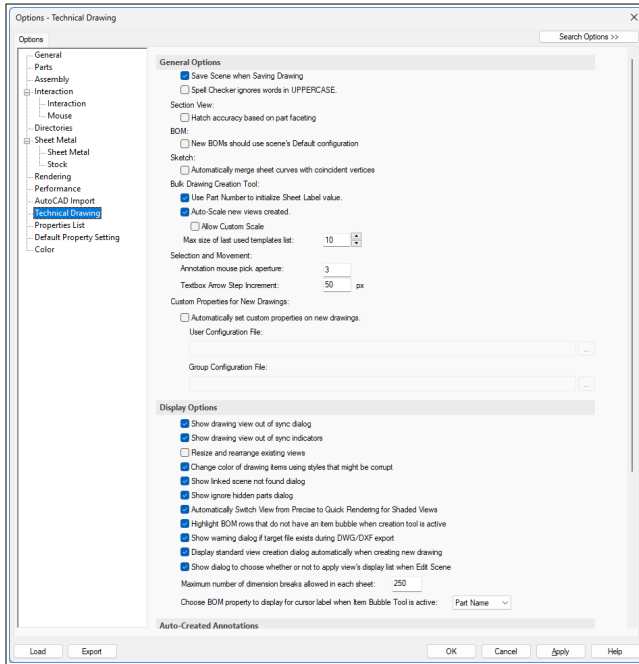 Options - Technical Drawing
Options
Search Options >>
General
Parts
Assembly
Interaction
Interaction
Mouse
Directories
Sheet Metal
Sheet Metal
Stock
Rendering
Performance
AutoCAD Import
Technical Drawing
Properties List
Default Property Setting
Color
General Options
Save Scene when Saving Drawing
Spell Checker ignores words in UPPERCASE.
Section View:
Hatch accuracy based on part faceting
BOM:
New BOMs should use scene's Default configuration
Sketch:
Automatically merge sheet curves with coincident vertices
Bulk Drawing Creation Tool:
Use Part Number to initialize Sheet Label value.
Auto-Scale new views created.
Allow Custom Scale
Max size of last used templates list: 10
Selection and Movement:
Annotation mouse pick aperture: 3
Textbox Arrow Step Increment: 50 px
Custom Properties for New Drawings:
Automatically set custom properties on new drawings.
User Configuration File:
...
Group Configuration File:
...
Display Options
Show drawing view out of sync dialog
Show drawing view out of sync indicators
Resize and rearrange existing views
Change color of drawing items using styles that might be corrupt
Show linked scene not found dialog
Show ignore hidden parts dialog
Automatically Switch View from Precise to Quick Rendering for Shaded Views
Highlight BOM rows that do not have an item bubble when creation tool is active
Show warning dialog if target file exists during DWG/DXF export
Display standard view creation dialog automatically when creating new drawing
Show dialog to choose whether or not to apply view's display list when Edit Scene
Maximum number of dimension breaks allowed in each sheet: 250
Choose BOM property to display for cursor label when Item Bubble Tool is active: Part Name
Auto-Created Annotations
Load Export OK Cancel Apply Help